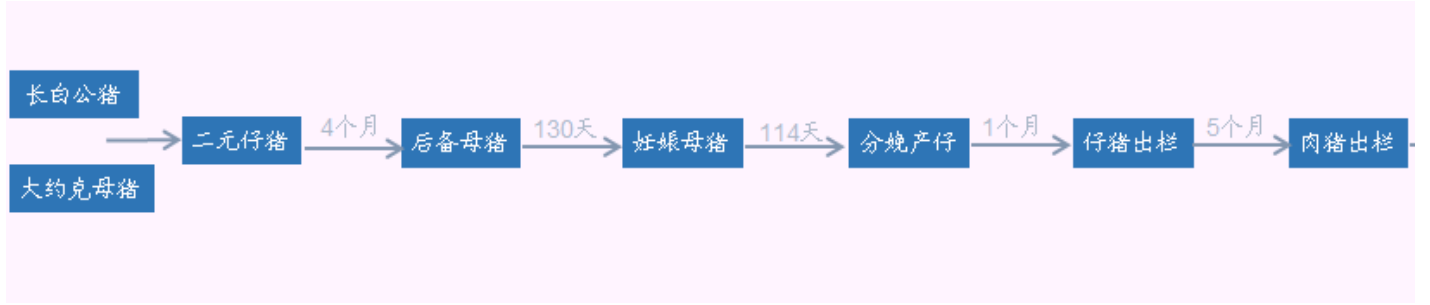 长白公猪
大约克母猪
二元仔猪
4个月
后备母猪
130天
妊娠母猪
114天
分娩产仔
1个月
仔猪出栏
5个月
肉猪出栏